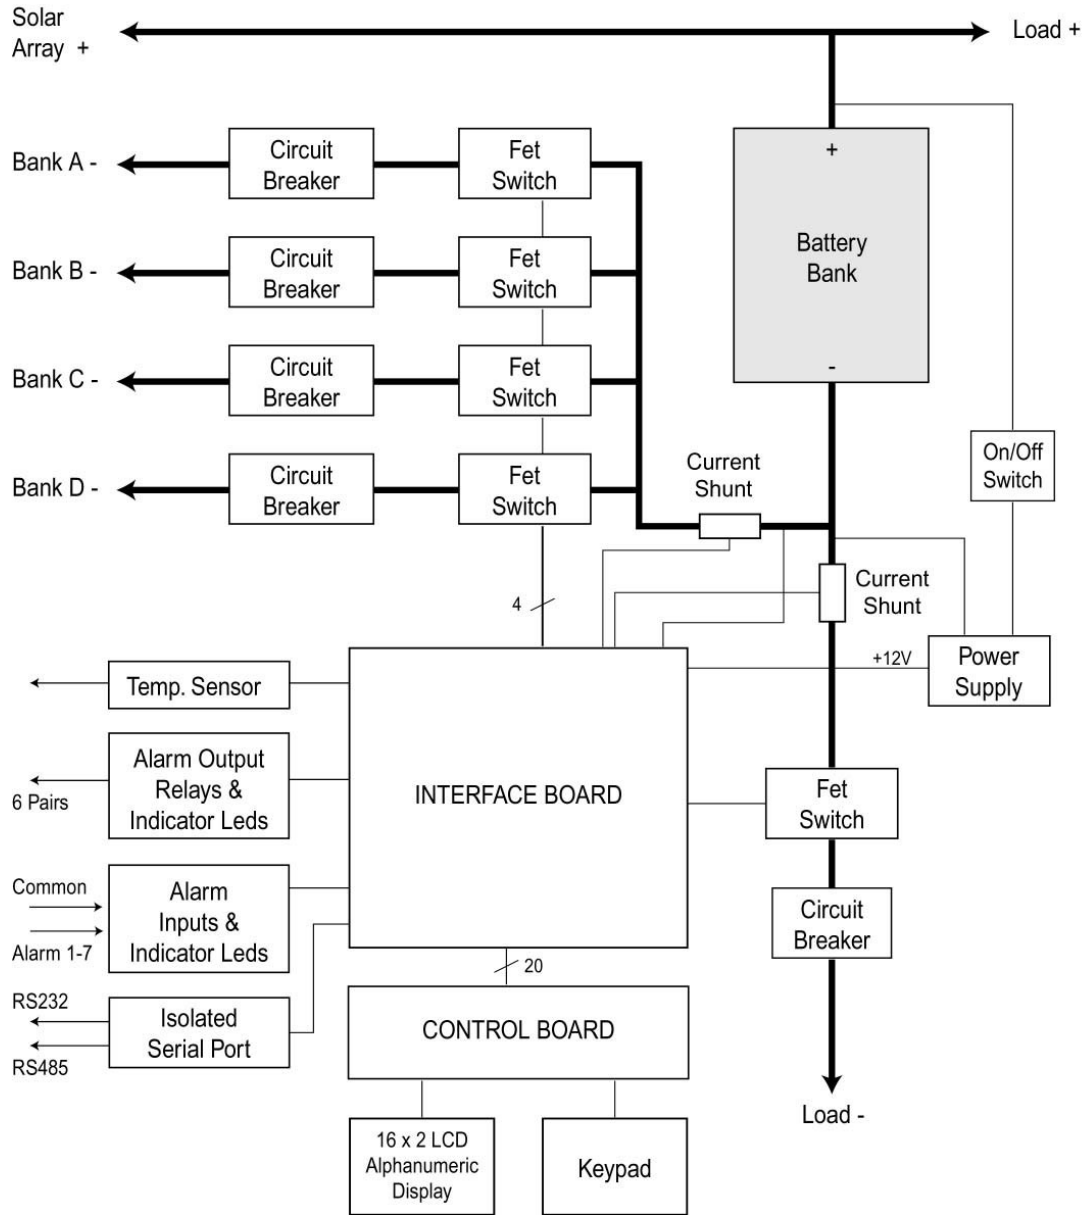 Solar
Array +
Load +
Bank A -
Circuit
Breaker
Fet
Switch
+
Battery
Bank
-
Bank B -
Circuit
Breaker
Fet
Switch
Bank C -
Circuit
Breaker
Fet
Switch
Bank D -
Circuit
Breaker
Fet
Switch
Current
Shunt
On/Off
Switch
Current
Shunt
4
+12V
Power
Supply
Temp. Sensor
Alarm Output
Relays &
Indicator Leds
6 Pairs
INTERFACE BOARD
Fet
Switch
Common
Alarm 1-7
Alarm
Inputs &
Indicator Leds
Circuit
Breaker
20
RS232
RS485
Isolated
Serial Port
CONTROL BOARD
Load -
16 x 2 LCD
Alphanumeric
Display
Keypad